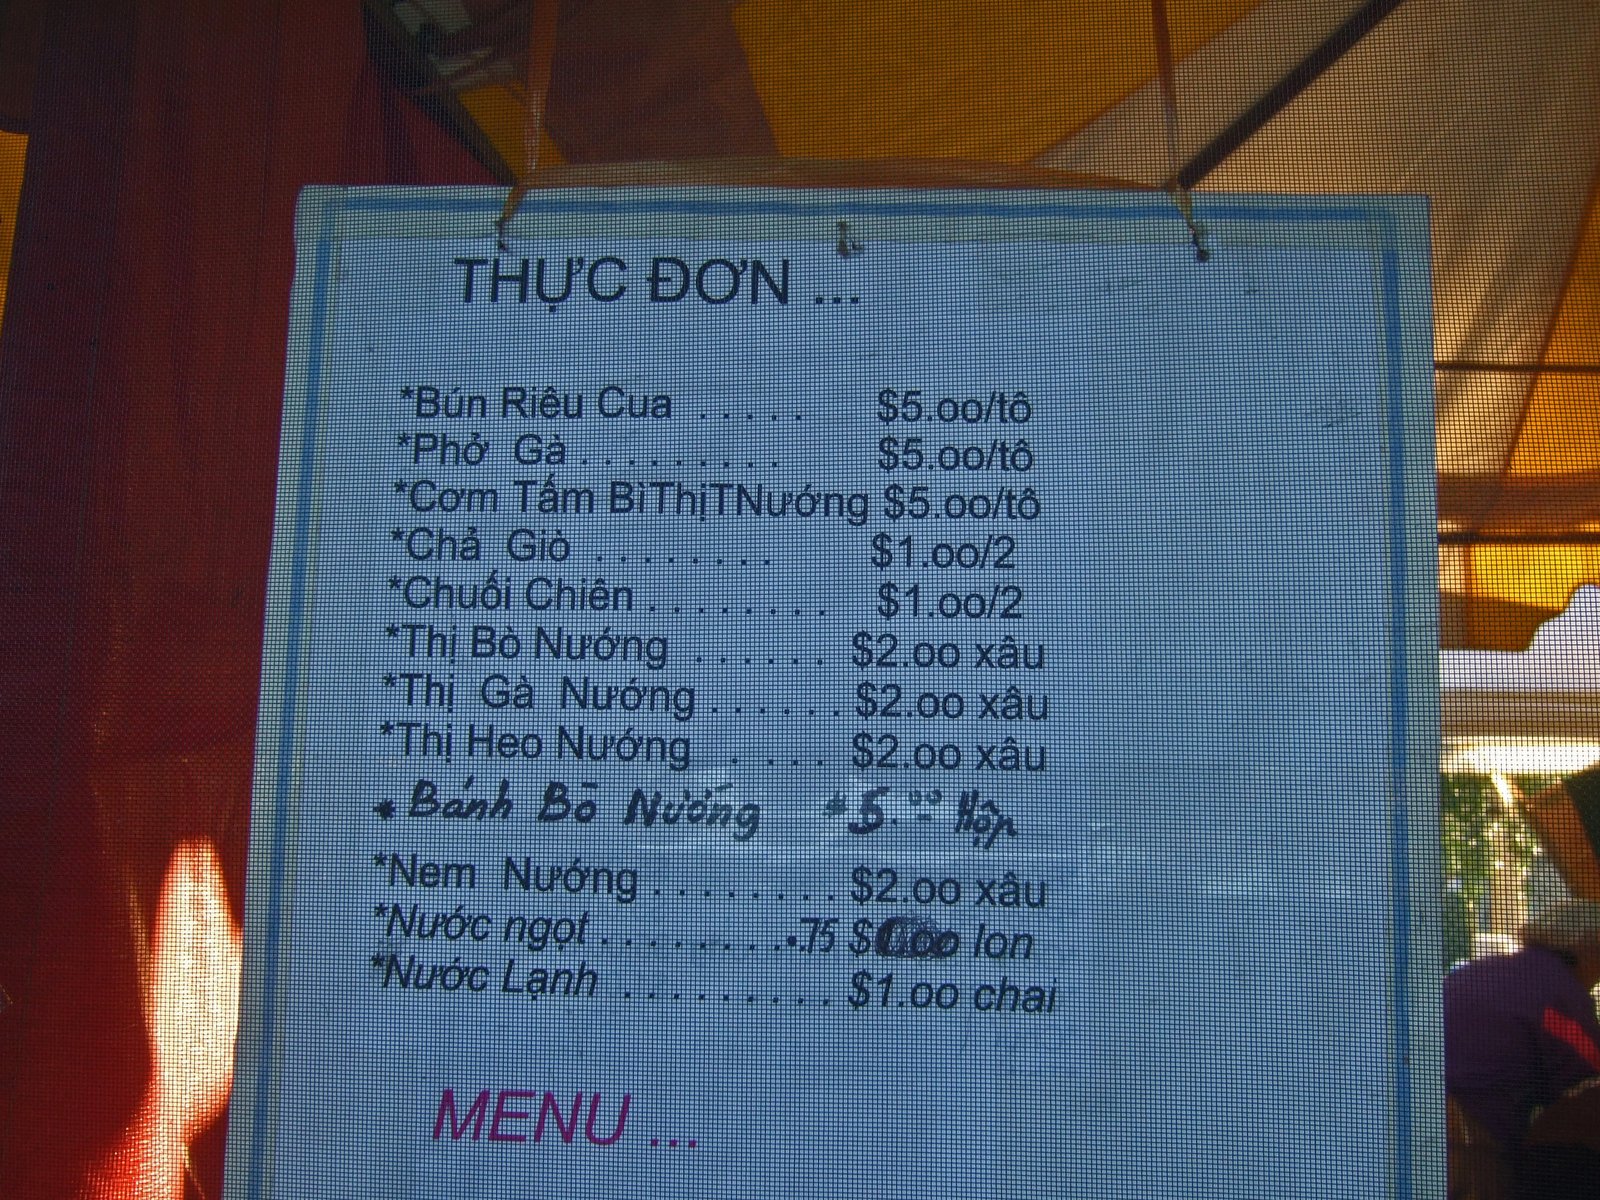 THỰC ĐƠN ...
*Bún Riêu Cua ..... $5.oo/tô
*Phở Gà ......... $5.oo/tô
*Cơm Tấm BìThịTNướng $5.oo/tô
*Chả Giò ........ $1.oo/2
*Chuối Chiên ........ $1.oo/2
*Thị Bò Nướng ...... $2.oo xâu
*Thị Gà Nướng ...... $2.oo xâu
*Thị Heo Nướng . .... $2.oo xâu
* Bánh Bò Nướng $5.00 Hộp
*Nem Nướng ........ $2.oo xâu
*Nước ngọt ......... .75 $ lon
*Nước Lạnh ......... $1.oo chai
MENU ...